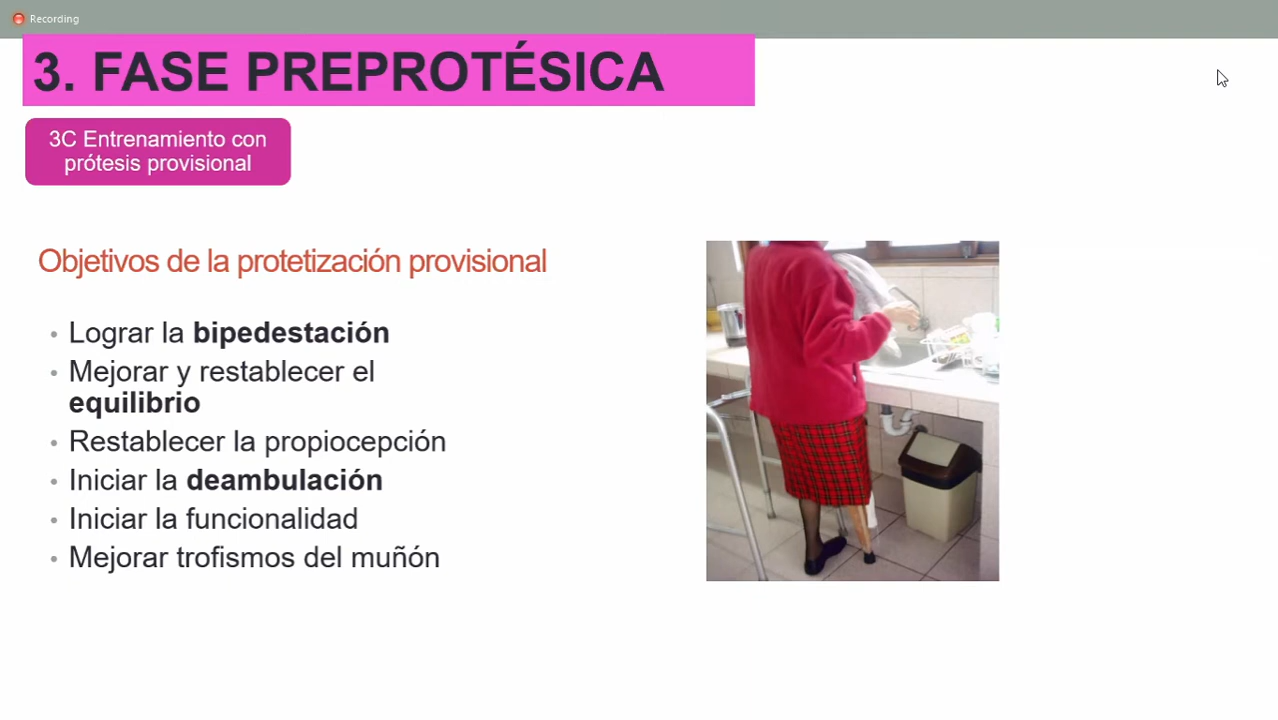 Recording
3. FASE PREPROTÉSICA
3C Entrenamiento con
prótesis provisional
Objetivos de la protetización provisional
• Lograr la bipedestación
• Mejorar y restablecer el
equilibrio
• Restablecer la propiocepción
• Iniciar la deambulación
• Iniciar la funcionalidad
• Mejorar trofismos del muñón